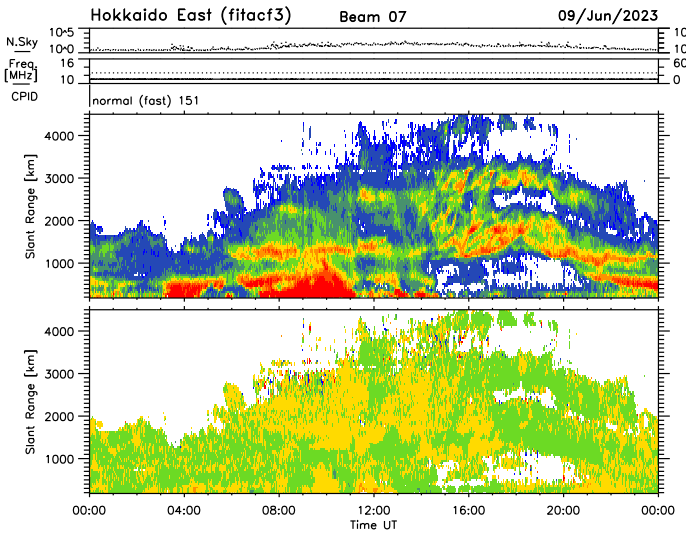 Hokkaido East (fitacf3) Beam 07 09/Jun/2023
N.Sky 10^5 10^0
Freq. [MHz] 16 10 60 0
CPID normal (fast) 151
Slant Range [km] 4000 3000 2000 1000
Slant Range [km] 4000 3000 2000 1000
00:00 04:00 08:00 12:00 16:00 20:00 00:00
Time UT